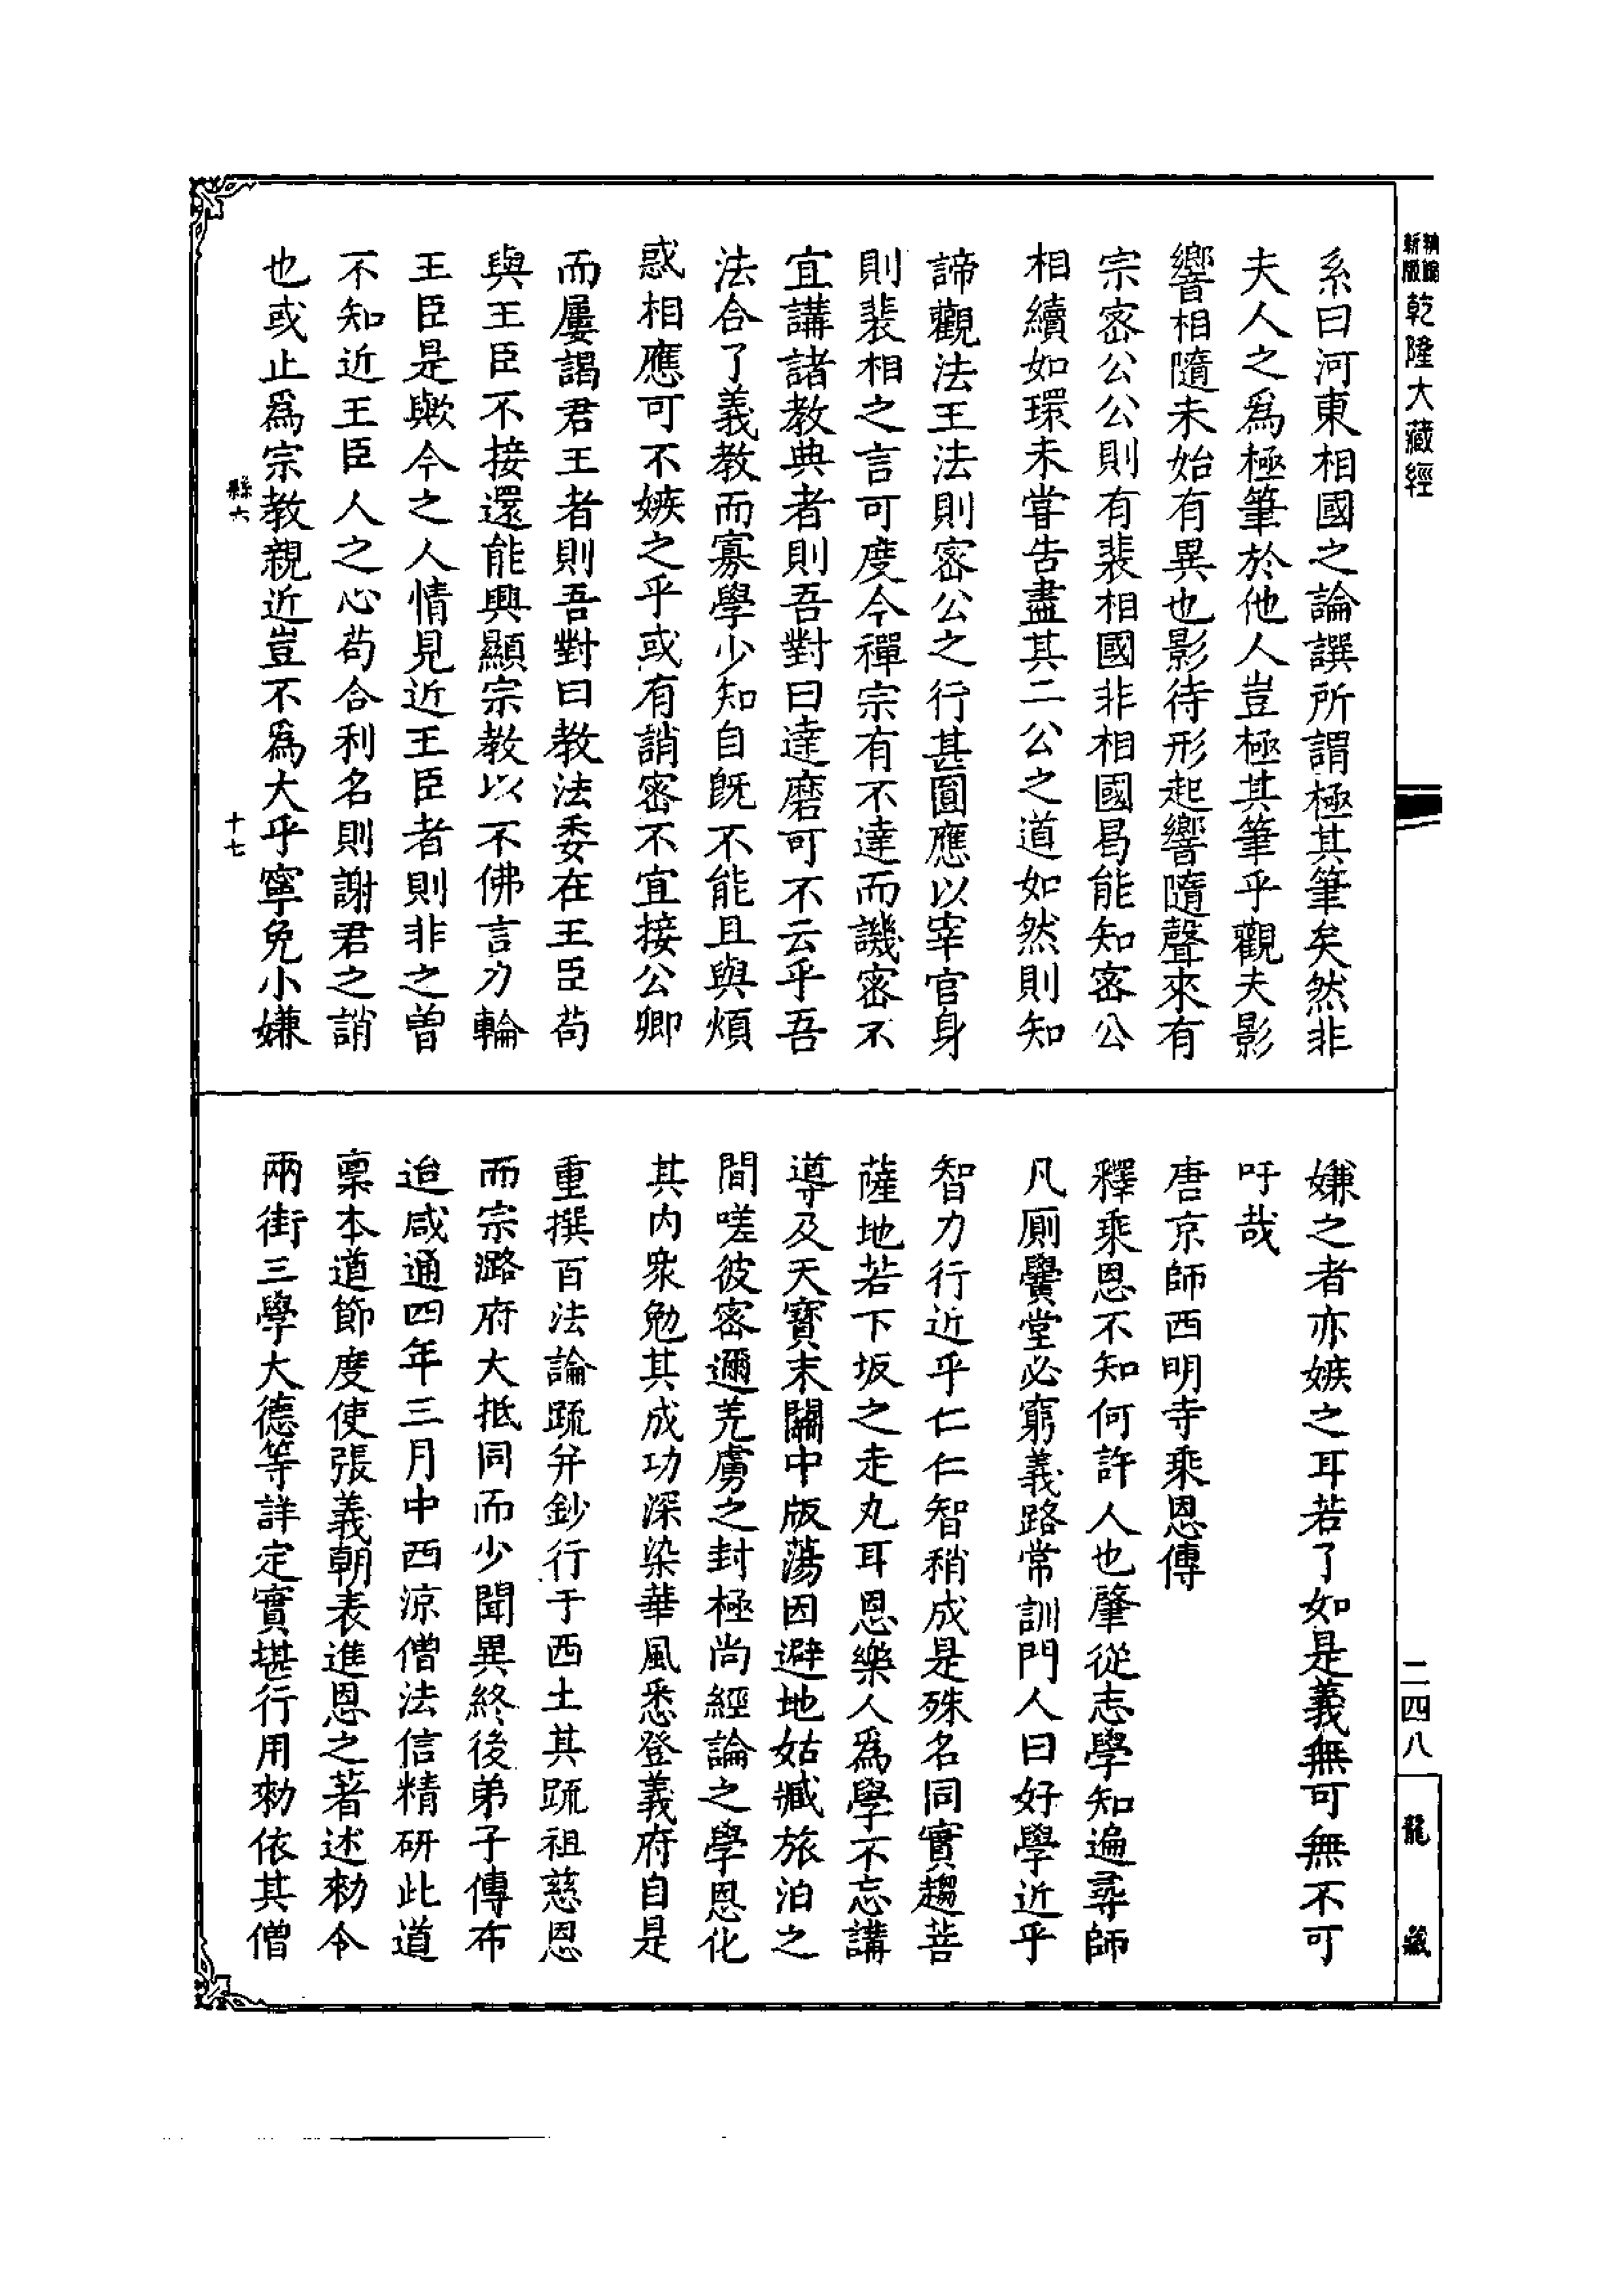 新版
乾隆大藏經
系曰河東相國之論譔所謂極其筆矣然非
夫人之爲極筆於他人豈極其筆乎觀夫影
響相隨未始有異也影待形起響隨聲來有
宗密公公則有裴相國非相國曷能知密公
相續如環未甞告盡其二公之道如然則知
諦觀法王法則密公之行甚圓應以宰官身
則裴相之言可度今禪宗有不達而譏密不
宜講諸教典者則吾對曰達磨可不云乎吾
法合了義教而寡學少知自旣不能且與煩
惑相應可不嫉之乎或有誚密不宜接公卿
而屢謁君王者則吾對曰教法委在王臣苟
與王臣不接還能興顯宗教以不佛言力輪
王臣是歟今之人情見近王臣者則非之曾
不知近王臣人之心苟合利名則謝君之誚
也或止爲宗教親近豈不爲大乎寧免小嫌
縣六
十七
嫌之者亦嫉之耳若了如是義無可無不可
吁哉
唐京師西明寺乘恩傳
釋乘恩不知何許人也肇從志學知遍尋師
凡厠黌堂必窮義路常訓門人曰好學近乎
智力行近乎仁仁智稍成是殊名同實趨菩
薩地若下坂之走丸耳恩樂人爲學不忘講
導及天寶末關中版蕩因避地姑臧旅泊之
間嗟彼密邇羌虜之封極尚經論之學恩化
其内衆勉其成功深染華風悉登義府自是
重撰百法論䟽并鈔行于西土其䟽祖慈恩
而宗潞府大抵同而少聞異終後弟子傳布
迨咸通四年三月中西涼僧法信精研此道
稟本道節度使張義朝表進恩之著述勑令
兩街三學大德等詳定實堪行用勑依其僧
二四八
龍藏